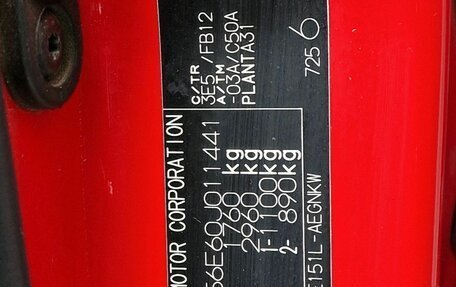 MOTOR CORPORATION
56E60J011441
1760 kg
2960 kg
1-1100 kg
2- 890 kg
E151L-AEGNKW
C/TR
3E5 /FB12
A/TM
-03A/C50A
PLANTA31
725 6